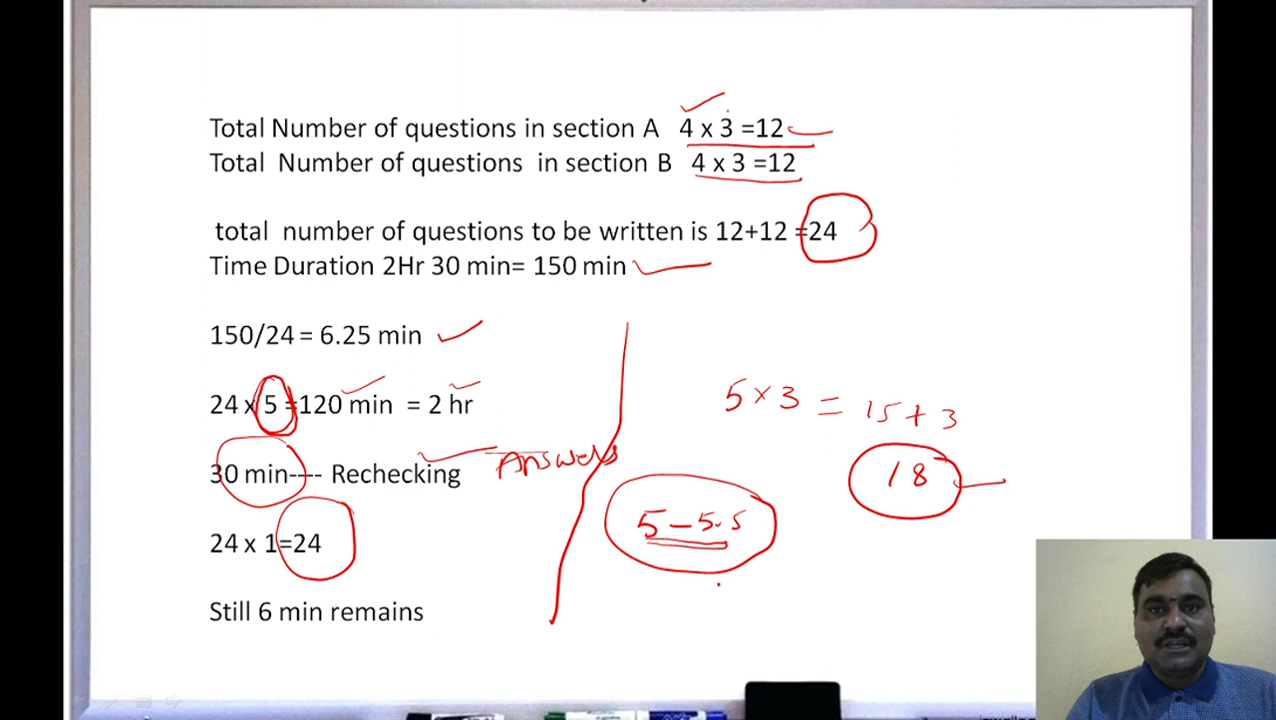 Total Number of questions in section A 4 x 3 =12
Total Number of questions in section B 4 x 3 =12
total number of questions to be written is 12+12 =24
Time Duration 2Hr 30 min= 150 min
150/24 = 6.25 min
24 x 5 =120 min = 2 hr
30 min---- Rechecking Answers
24 x 1=24
Still 6 min remains
5 x 3 = 15 + 3
18
5 - 5.5